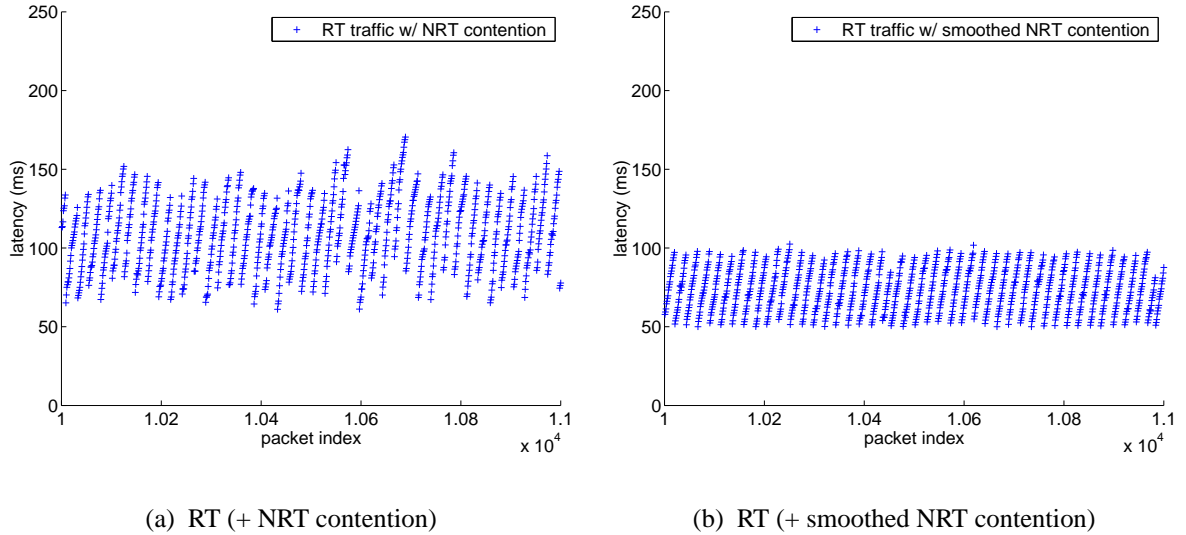 250
200
150
100
50
0
latency (ms)
RT traffic w/ NRT contention
1 1.02 1.04 1.06 1.08 1.1
packet index
x 10^4
(a) RT (+ NRT contention)
250
200
150
100
50
0
latency (ms)
RT traffic w/ smoothed NRT contention
1 1.02 1.04 1.06 1.08 1.1
packet index
x 10^4
(b) RT (+ smoothed NRT contention)